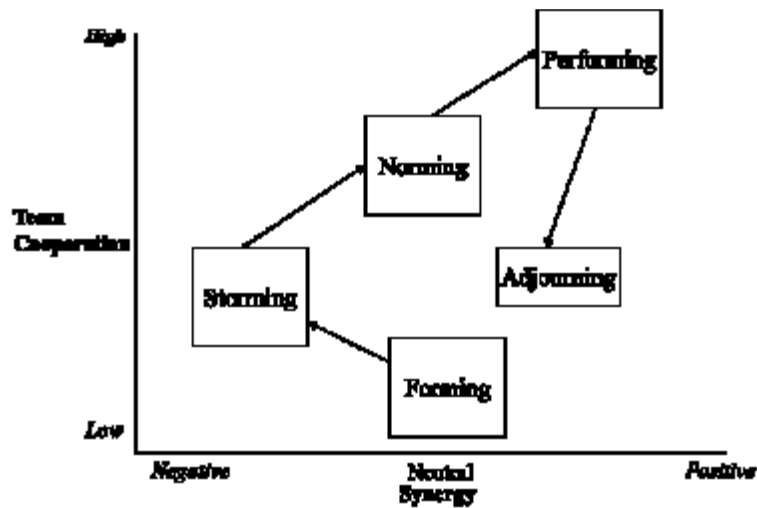 High
Performing
Norming
Team
Cooperation
Storming
Adjourning
Forming
Low
Negative
Neutral
Positive
Synergy